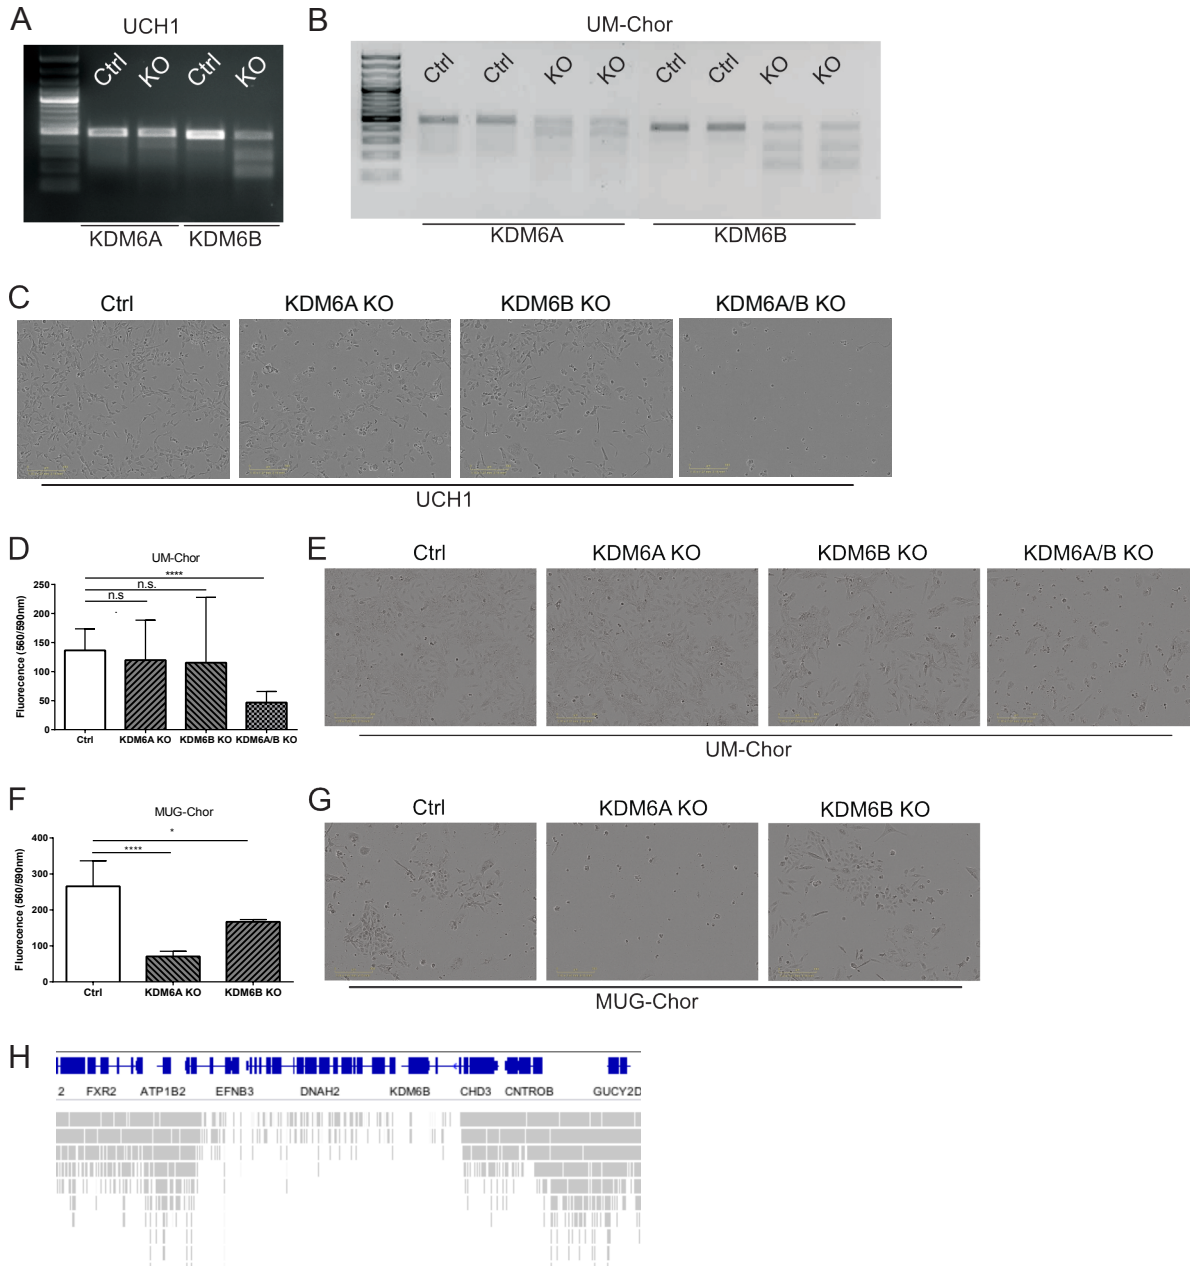 A
UCH1
Ctrl KO Ctrl KO
KDM6A KDM6B
B
UM-Chor
Ctrl Ctrl KO KO Ctrl Ctrl KO KO
KDM6A KDM6B
C
Ctrl KDM6A KO KDM6B KO KDM6A/B KO
UCH1
D
UM-Chor
****
n.s.
n.s
Fluorecence (560/590nm)
250
200
150
100
50
0
Ctrl KDM6A KO KDM6B KO KDM6A/B KO
E
Ctrl KDM6A KO KDM6B KO KDM6A/B KO
UM-Chor
F
MUG-Chor
*
****
Fluorecence (560/590nm)
400
300
200
100
0
Ctrl KDM6A KO KDM6B KO
G
Ctrl KDM6A KO KDM6B KO
MUG-Chor
H
2 FXR2 ATP1B2 EFNB3 DNAH2 KDM6B CHD3 CNTROB GUCY2D